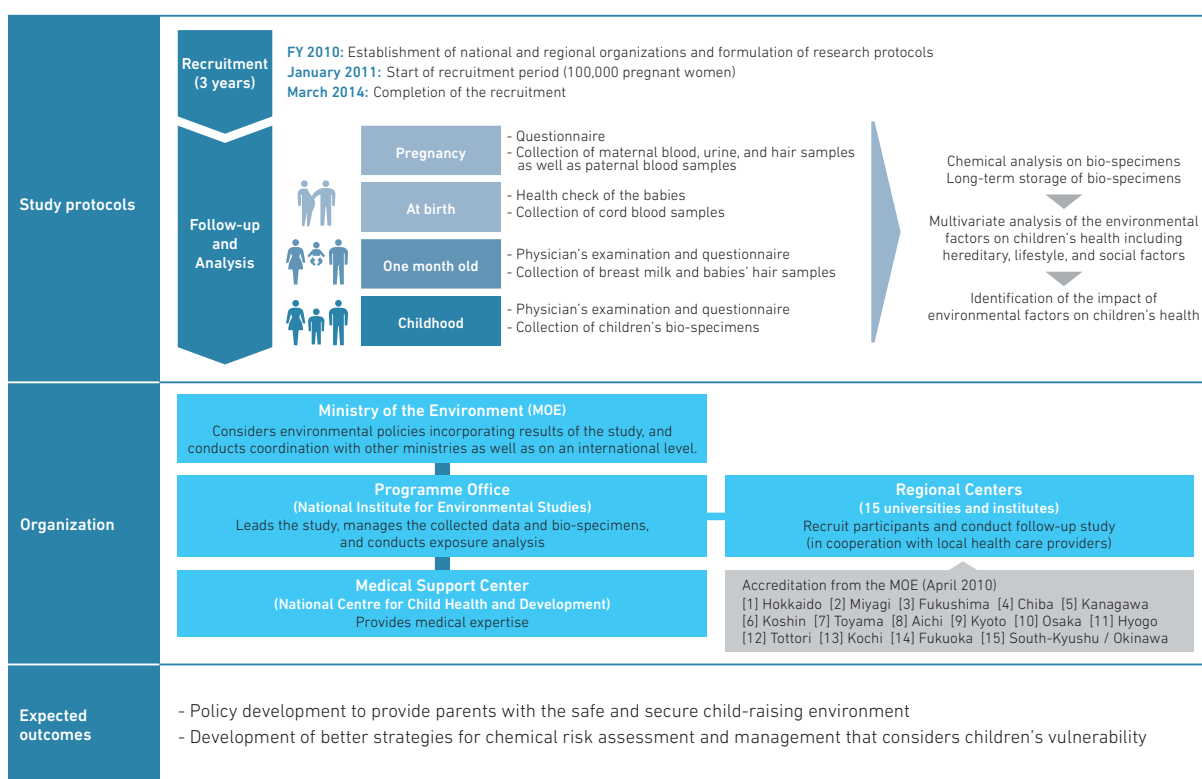 Study protocols
Recruitment
(3 years)
FY 2010: Establishment of national and regional organizations and formulation of research protocols
January 2011: Start of recruitment period (100,000 pregnant women)
March 2014: Completion of the recruitment
Follow-up
and
Analysis
Pregnancy
- Questionnaire
- Collection of maternal blood, urine, and hair samples
as well as paternal blood samples
At birth
- Health check of the babies
- Collection of cord blood samples
One month old
- Physician's examination and questionnaire
- Collection of breast milk and babies' hair samples
Childhood
- Physician's examination and questionnaire
- Collection of children's bio-specimens
Chemical analysis on bio-specimens
Long-term storage of bio-specimens
Multivariate analysis of the environmental
factors on children's health including
hereditary, lifestyle, and social factors
Identification of the impact of
environmental factors on children's health
Organization
Ministry of the Environment (MOE)
Considers environmental policies incorporating results of the study, and
conducts coordination with other ministries as well as on an international level.
Programme Office
(National Institute for Environmental Studies)
Leads the study, manages the collected data and bio-specimens,
and conducts exposure analysis
Medical Support Center
(National Centre for Child Health and Development)
Provides medical expertise
Regional Centers
(15 universities and institutes)
Recruit participants and conduct follow-up study
(in cooperation with local health care providers)
Accreditation from the MOE (April 2010)
[1] Hokkaido [2] Miyagi [3] Fukushima [4] Chiba [5] Kanagawa
[6] Koshin [7] Toyama [8] Aichi [9] Kyoto [10] Osaka [11] Hyogo
[12] Tottori [13] Kochi [14] Fukuoka [15] South-Kyushu / Okinawa
Expected
outcomes
- Policy development to provide parents with the safe and secure child-raising environment
- Development of better strategies for chemical risk assessment and management that considers children's vulnerability